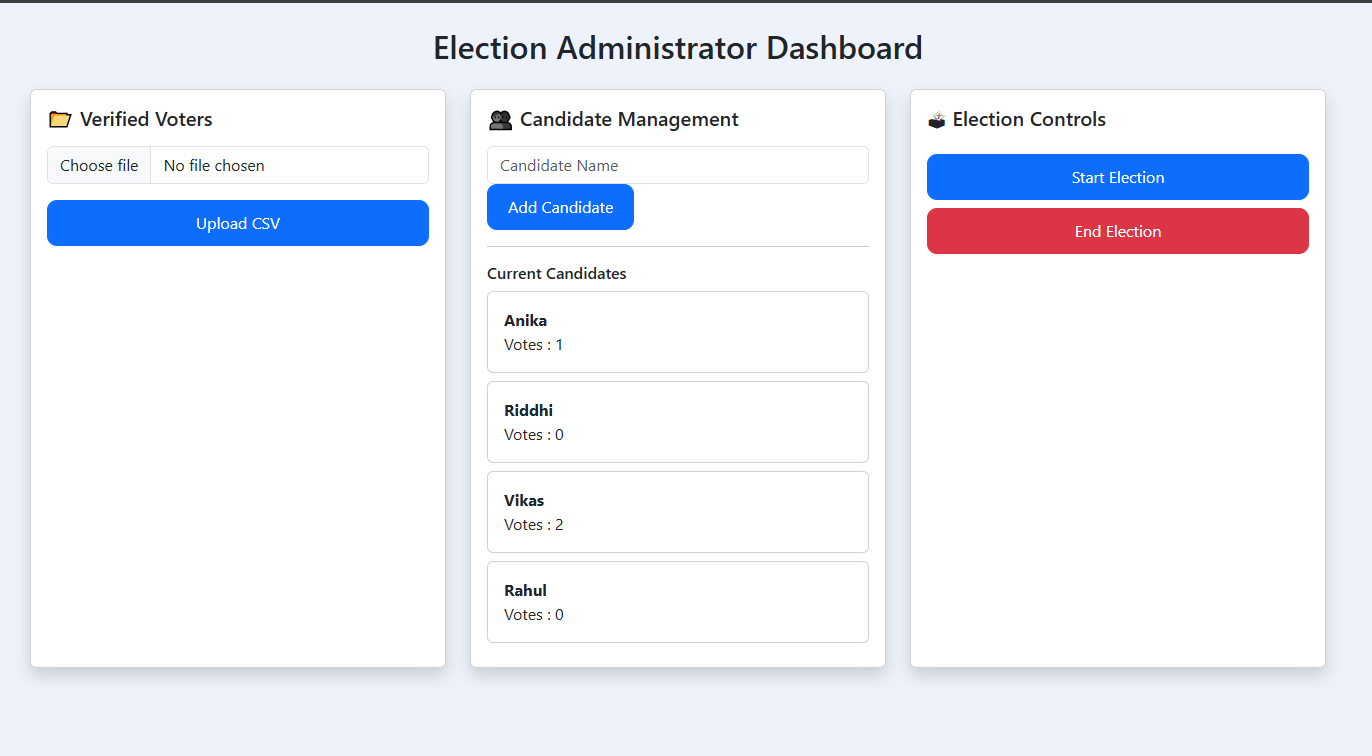 Election Administrator Dashboard
Verified Voters
Choose file No file chosen
Upload CSV
Candidate Management
Candidate Name
Add Candidate
Current Candidates
Anika
Votes : 1
Riddhi
Votes : 0
Vikas
Votes : 2
Rahul
Votes : 0
Election Controls
Start Election
End Election